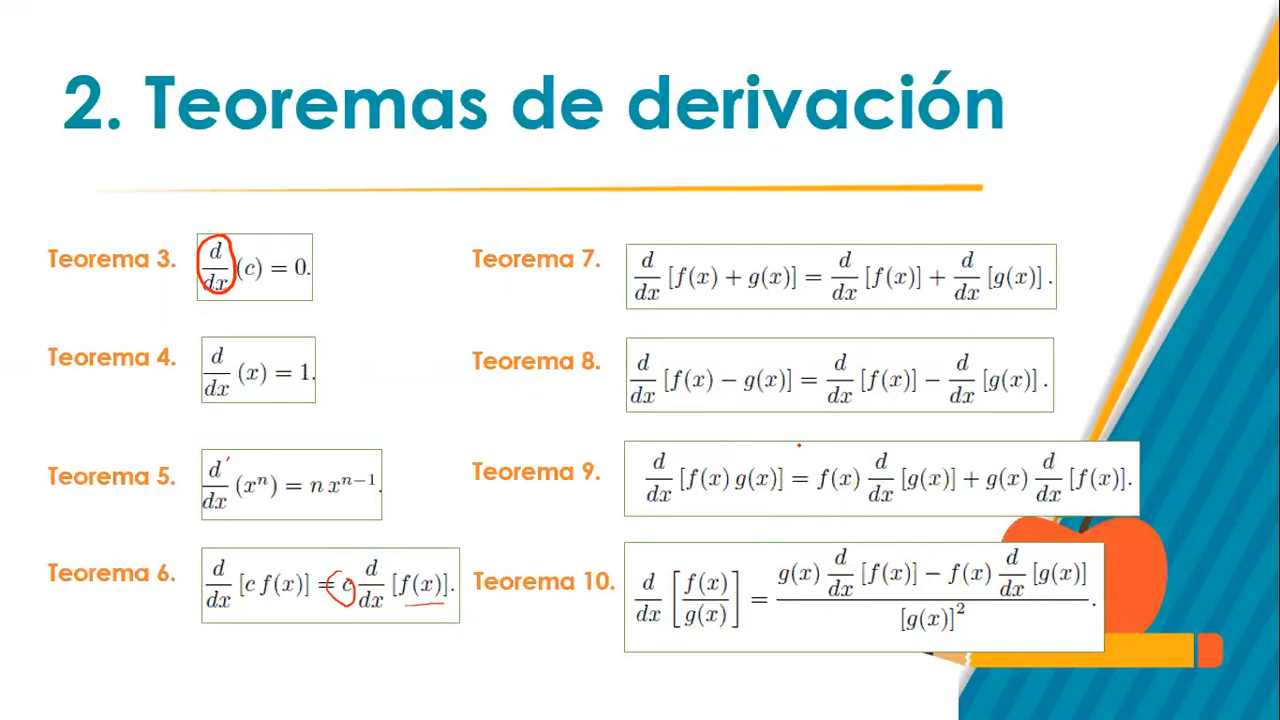 2. Teoremas de derivación
Teorema 3. d/dx (c) = 0.
Teorema 4. d/dx (x) = 1.
Teorema 5. d/dx (xⁿ) = n xⁿ⁻¹.
Teorema 6. d/dx [c f(x)] = c d/dx [f(x)].
Teorema 7. d/dx [f(x) + g(x)] = d/dx [f(x)] + d/dx [g(x)].
Teorema 8. d/dx [f(x) − g(x)] = d/dx [f(x)] − d/dx [g(x)].
Teorema 9. d/dx [f(x) g(x)] = f(x) d/dx [g(x)] + g(x) d/dx [f(x)].
Teorema 10. d/dx [f(x)/g(x)] = (g(x) d/dx [f(x)] − f(x) d/dx [g(x)]) / [g(x)]².